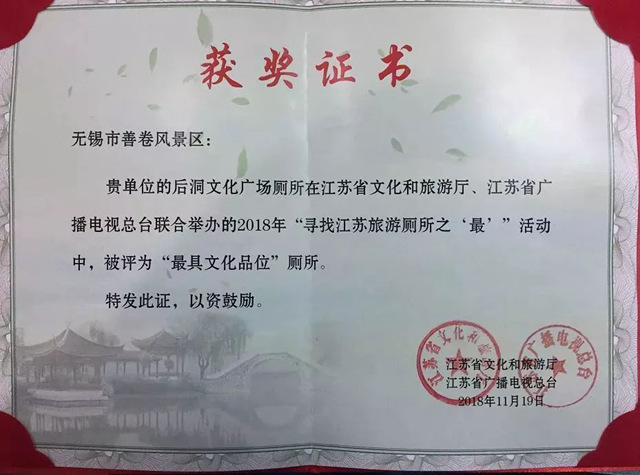 获奖证书
无锡市善卷风景区：
贵单位的后洞文化广场厕所在江苏省文化和旅游厅、江苏省广
播电视总台联合举办的2018年“寻找江苏旅游厕所之‘最’”活动
中，被评为“最具文化品位”厕所。
特发此证，以资鼓励。
江苏省文化和旅游厅
江苏省广播电视总台
2018年11月19日